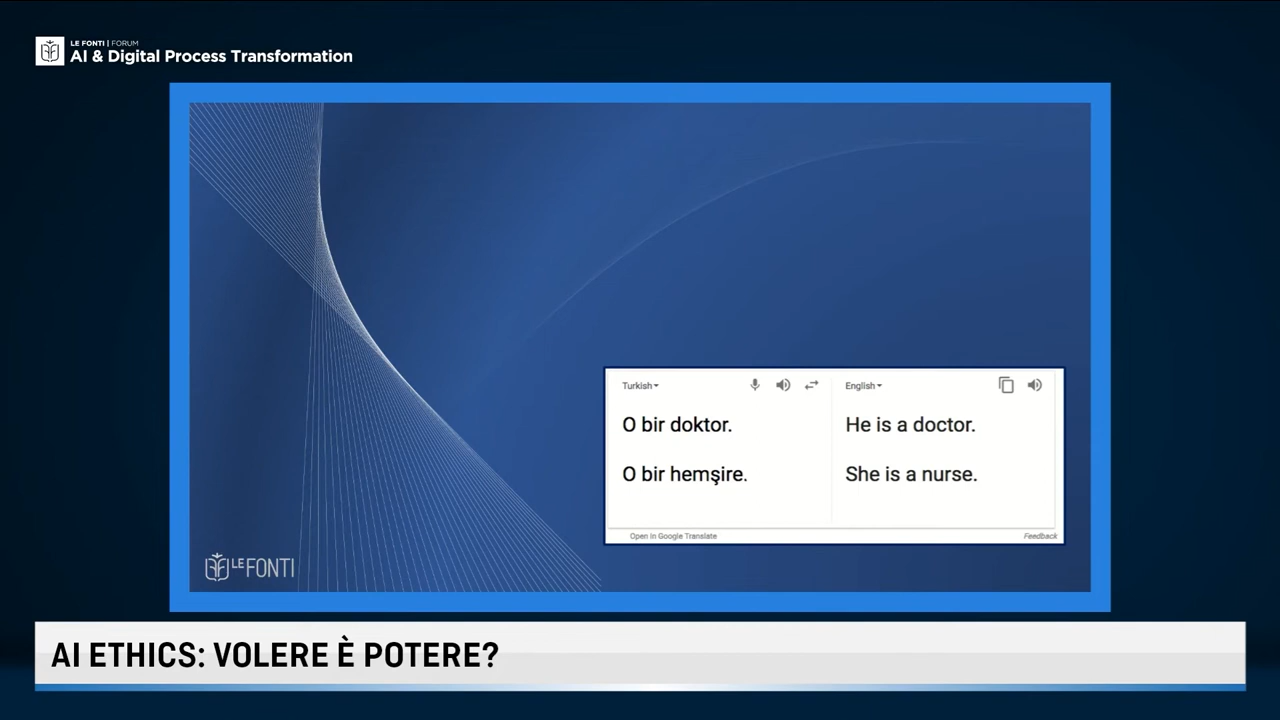 LE FONTI | FORUM
AI & Digital Process Transformation
Turkish
English
O bir doktor.
He is a doctor.
O bir hemşire.
She is a nurse.
Open in Google Translate
Feedback
LE FONTI
AI ETHICS: VOLERE È POTERE?